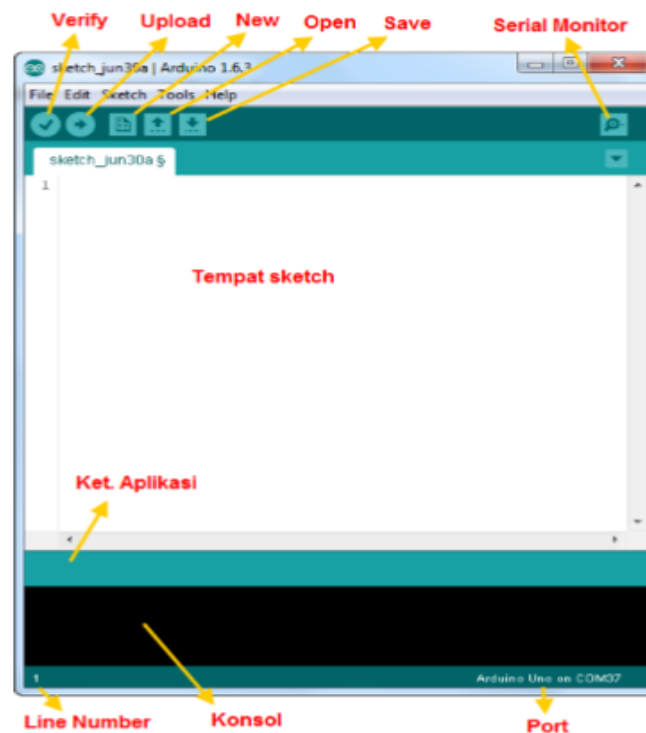 Verify Upload New Open Save Serial Monitor
sketch_jun30a | Arduino 1.6.3
File Edit Sketch Tools Help
sketch_jun30a §
1
Tempat sketch
Ket. Aplikasi
1 Arduino Uno on COM37
Line Number Konsol Port